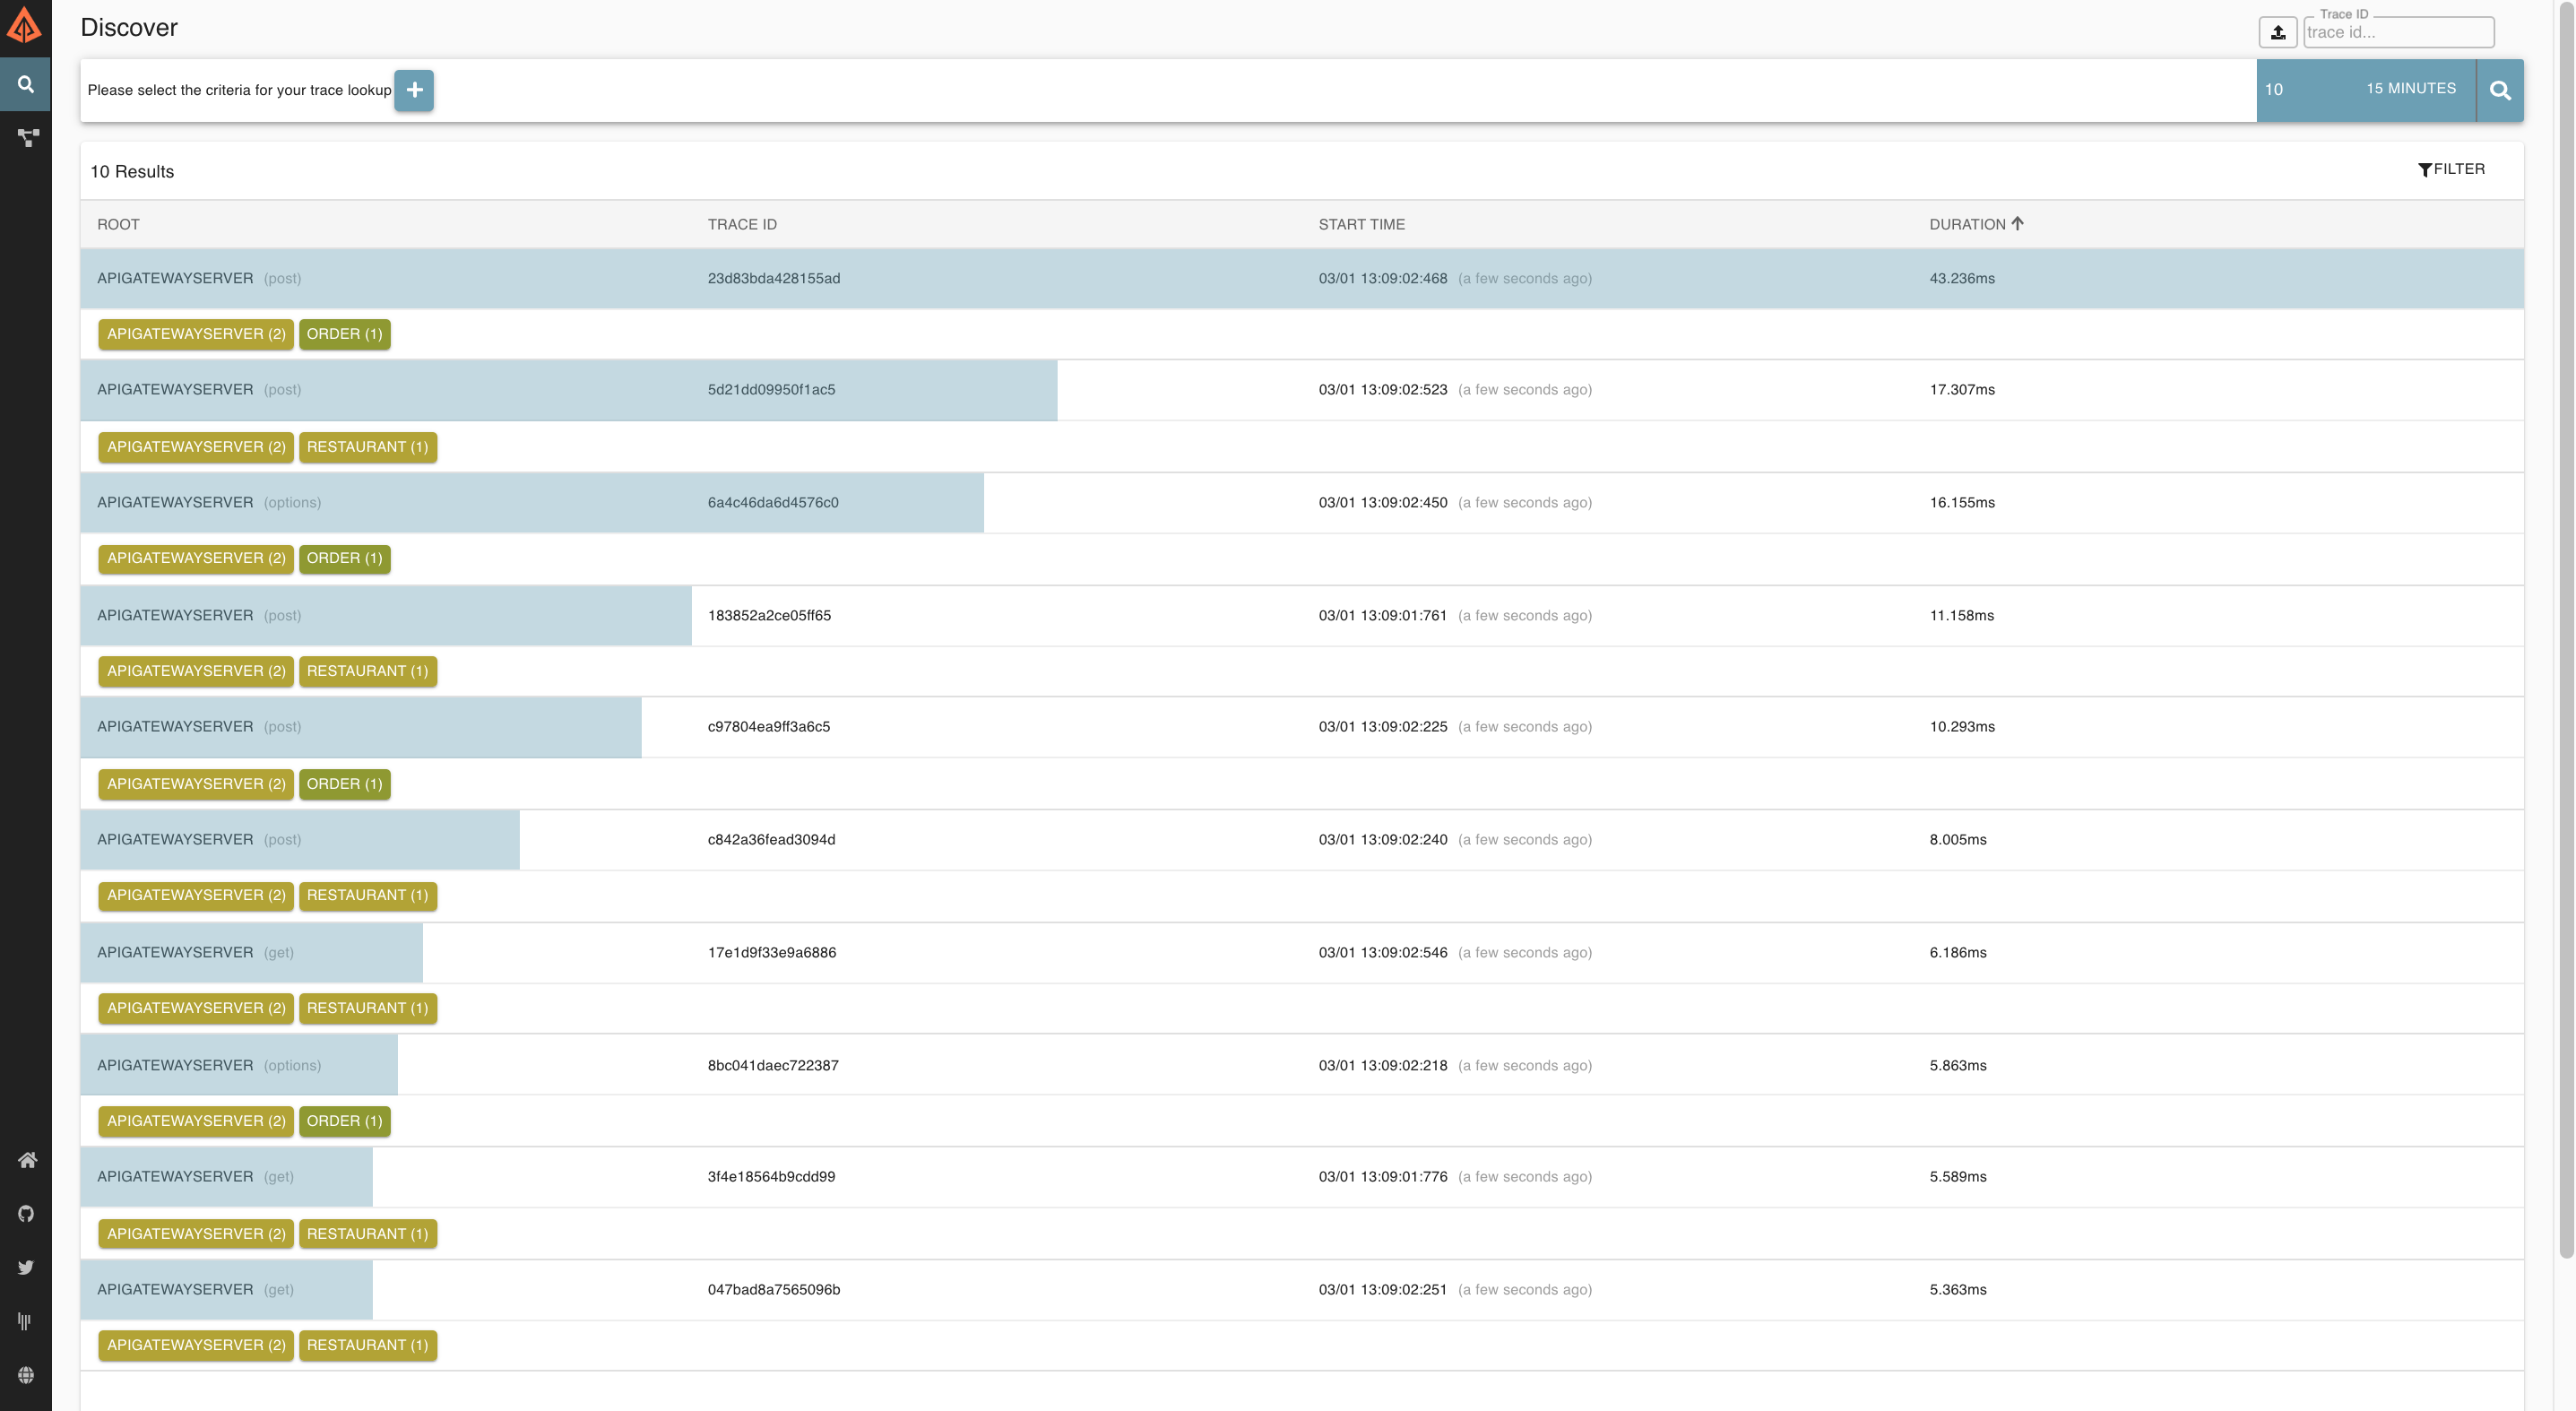 Discover
Trace ID
trace id...
Please select the criteria for your trace lookup
10 15 MINUTES
10 Results
FILTER
ROOT TRACE ID START TIME DURATION
APIGATEWAYSERVER (post) 23d83bda428155ad 03/01 13:09:02:468 (a few seconds ago) 43.236ms
APIGATEWAYSERVER (2) ORDER (1)
APIGATEWAYSERVER (post) 5d21dd09950f1ac5 03/01 13:09:02:523 (a few seconds ago) 17.307ms
APIGATEWAYSERVER (2) RESTAURANT (1)
APIGATEWAYSERVER (options) 6a4c46da6d4576c0 03/01 13:09:02:450 (a few seconds ago) 16.155ms
APIGATEWAYSERVER (2) ORDER (1)
APIGATEWAYSERVER (post) 183852a2ce05ff65 03/01 13:09:01:761 (a few seconds ago) 11.158ms
APIGATEWAYSERVER (2) RESTAURANT (1)
APIGATEWAYSERVER (post) c97804ea9ff3a6c5 03/01 13:09:02:225 (a few seconds ago) 10.293ms
APIGATEWAYSERVER (2) ORDER (1)
APIGATEWAYSERVER (post) c842a36fead3094d 03/01 13:09:02:240 (a few seconds ago) 8.005ms
APIGATEWAYSERVER (2) RESTAURANT (1)
APIGATEWAYSERVER (get) 17e1d9f33e9a6886 03/01 13:09:02:546 (a few seconds ago) 6.186ms
APIGATEWAYSERVER (2) RESTAURANT (1)
APIGATEWAYSERVER (options) 8bc041daec722387 03/01 13:09:02:218 (a few seconds ago) 5.863ms
APIGATEWAYSERVER (2) ORDER (1)
APIGATEWAYSERVER (get) 3f4e18564b9cdd99 03/01 13:09:01:776 (a few seconds ago) 5.589ms
APIGATEWAYSERVER (2) RESTAURANT (1)
APIGATEWAYSERVER (get) 047bad8a7565096b 03/01 13:09:02:251 (a few seconds ago) 5.363ms
APIGATEWAYSERVER (2) RESTAURANT (1)